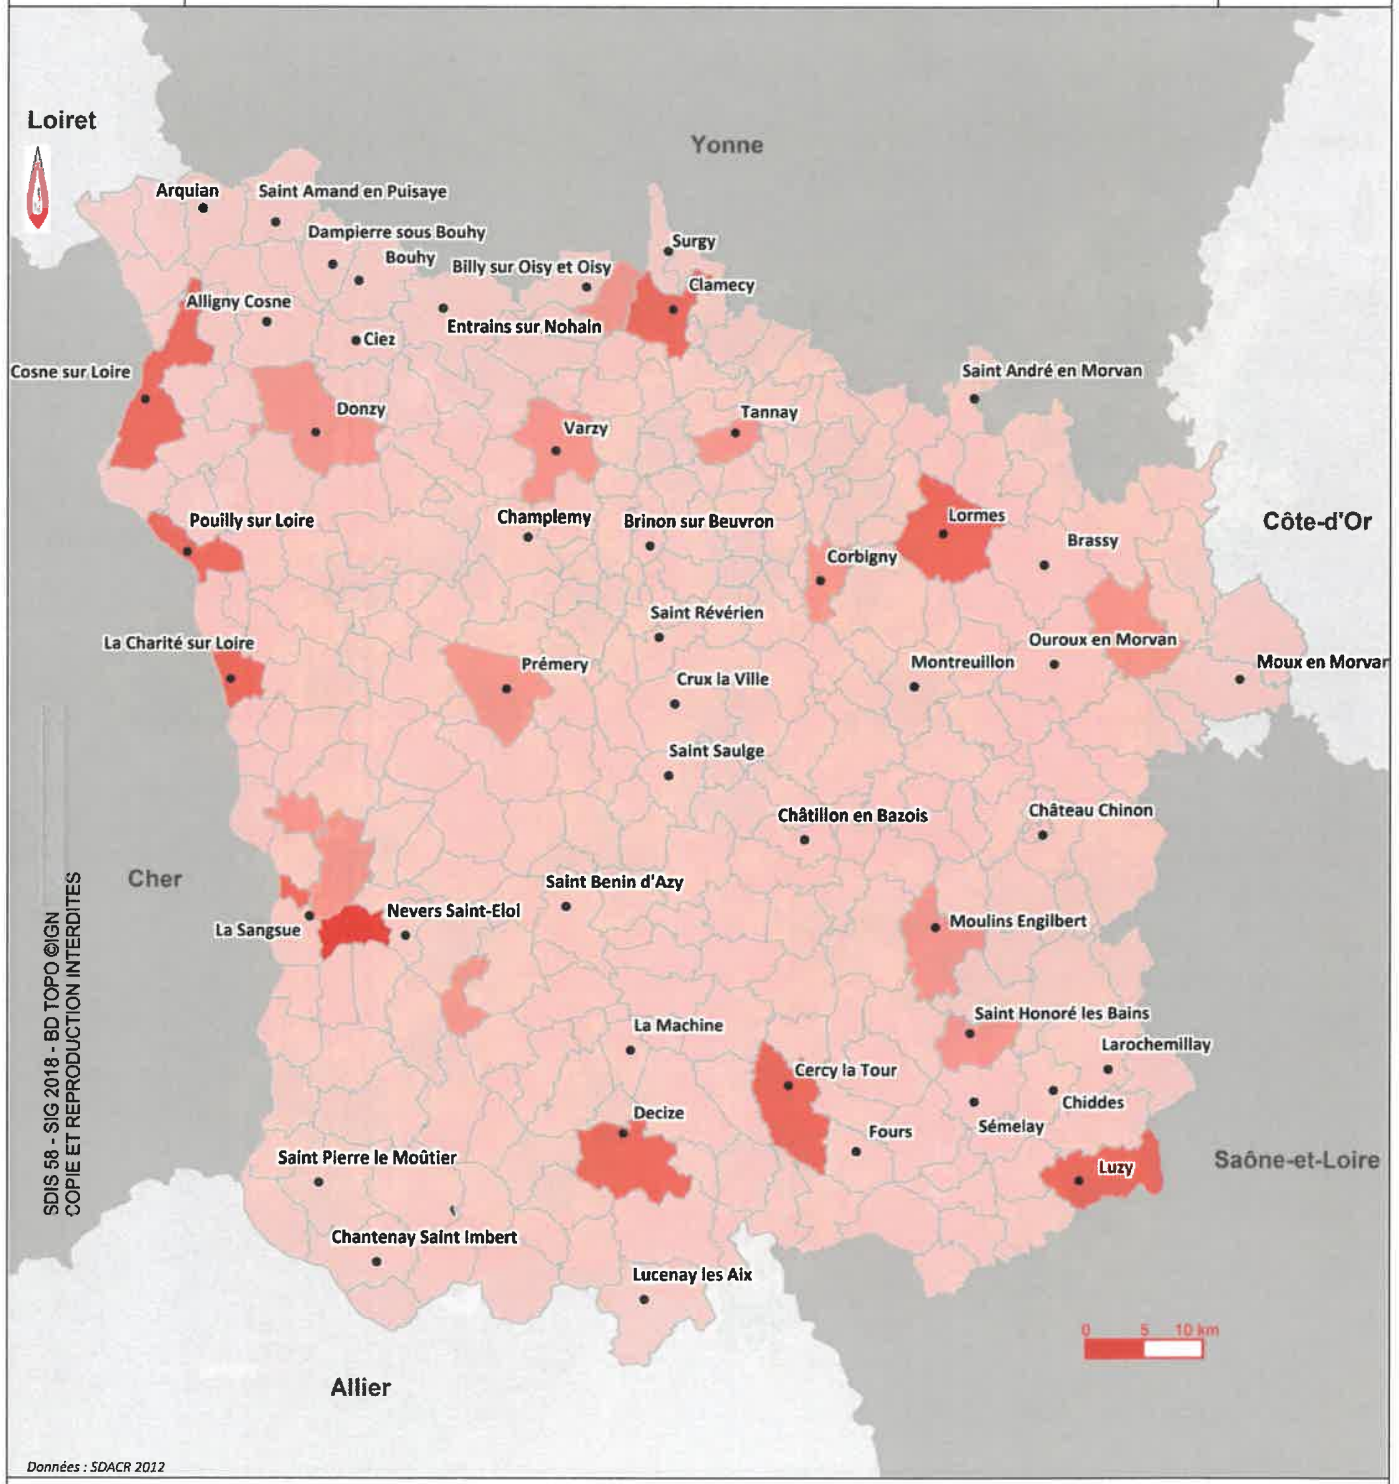 Loiret
Yonne
Arquian
Saint Amand en Puisaye
Dampierre sous Bouhy
Surgy
Bouhy
Billy sur Oisy et Oisy
Clamecy
Alligny Cosne
Entrains sur Nohain
Ciez
Cosne sur Loire
Saint André en Morvan
Donzy
Tannay
Varzy
Pouilly sur Loire
Champlemy
Brinon sur Beuvron
Lormes
Côte-d'Or
Brassy
Corbigny
Saint Révérien
La Charité sur Loire
Ouroux en Morvan
Prémery
Montreuillon
Moux en Morvan
Crux la Ville
Saint Saulge
Châtillon en Bazois
Château Chinon
Cher
Saint Benin d'Azy
Nevers Saint-Eloi
La Sangsue
Moulins Engilbert
SDIS 58 - SIG 2018 - BD TOPO ©IGN
COPIE ET REPRODUCTION INTERDITES
Saint Honoré les Bains
La Machine
Larochemillay
Cercy la Tour
Chiddes
Decize
Sémelay
Fours
Saint Pierre le Moûtier
Luzy
Saône-et-Loire
Chantenay Saint Imbert
Lucenay les Aix
0 5 10 km
Allier
Données : SDACR 2012